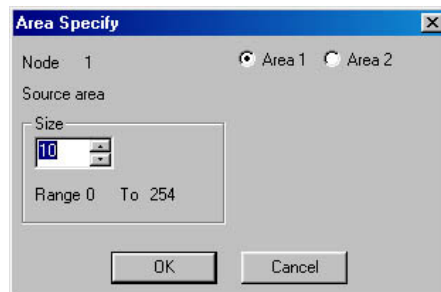 Area Specify
Node 1 Area 1 Area 2
Source area
Size
10
Range 0 To 254
OK Cancel